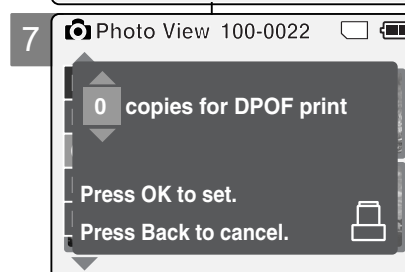 7
Photo View 100-0022
0 copies for DPOF print
Press OK to set.
Press Back to cancel.